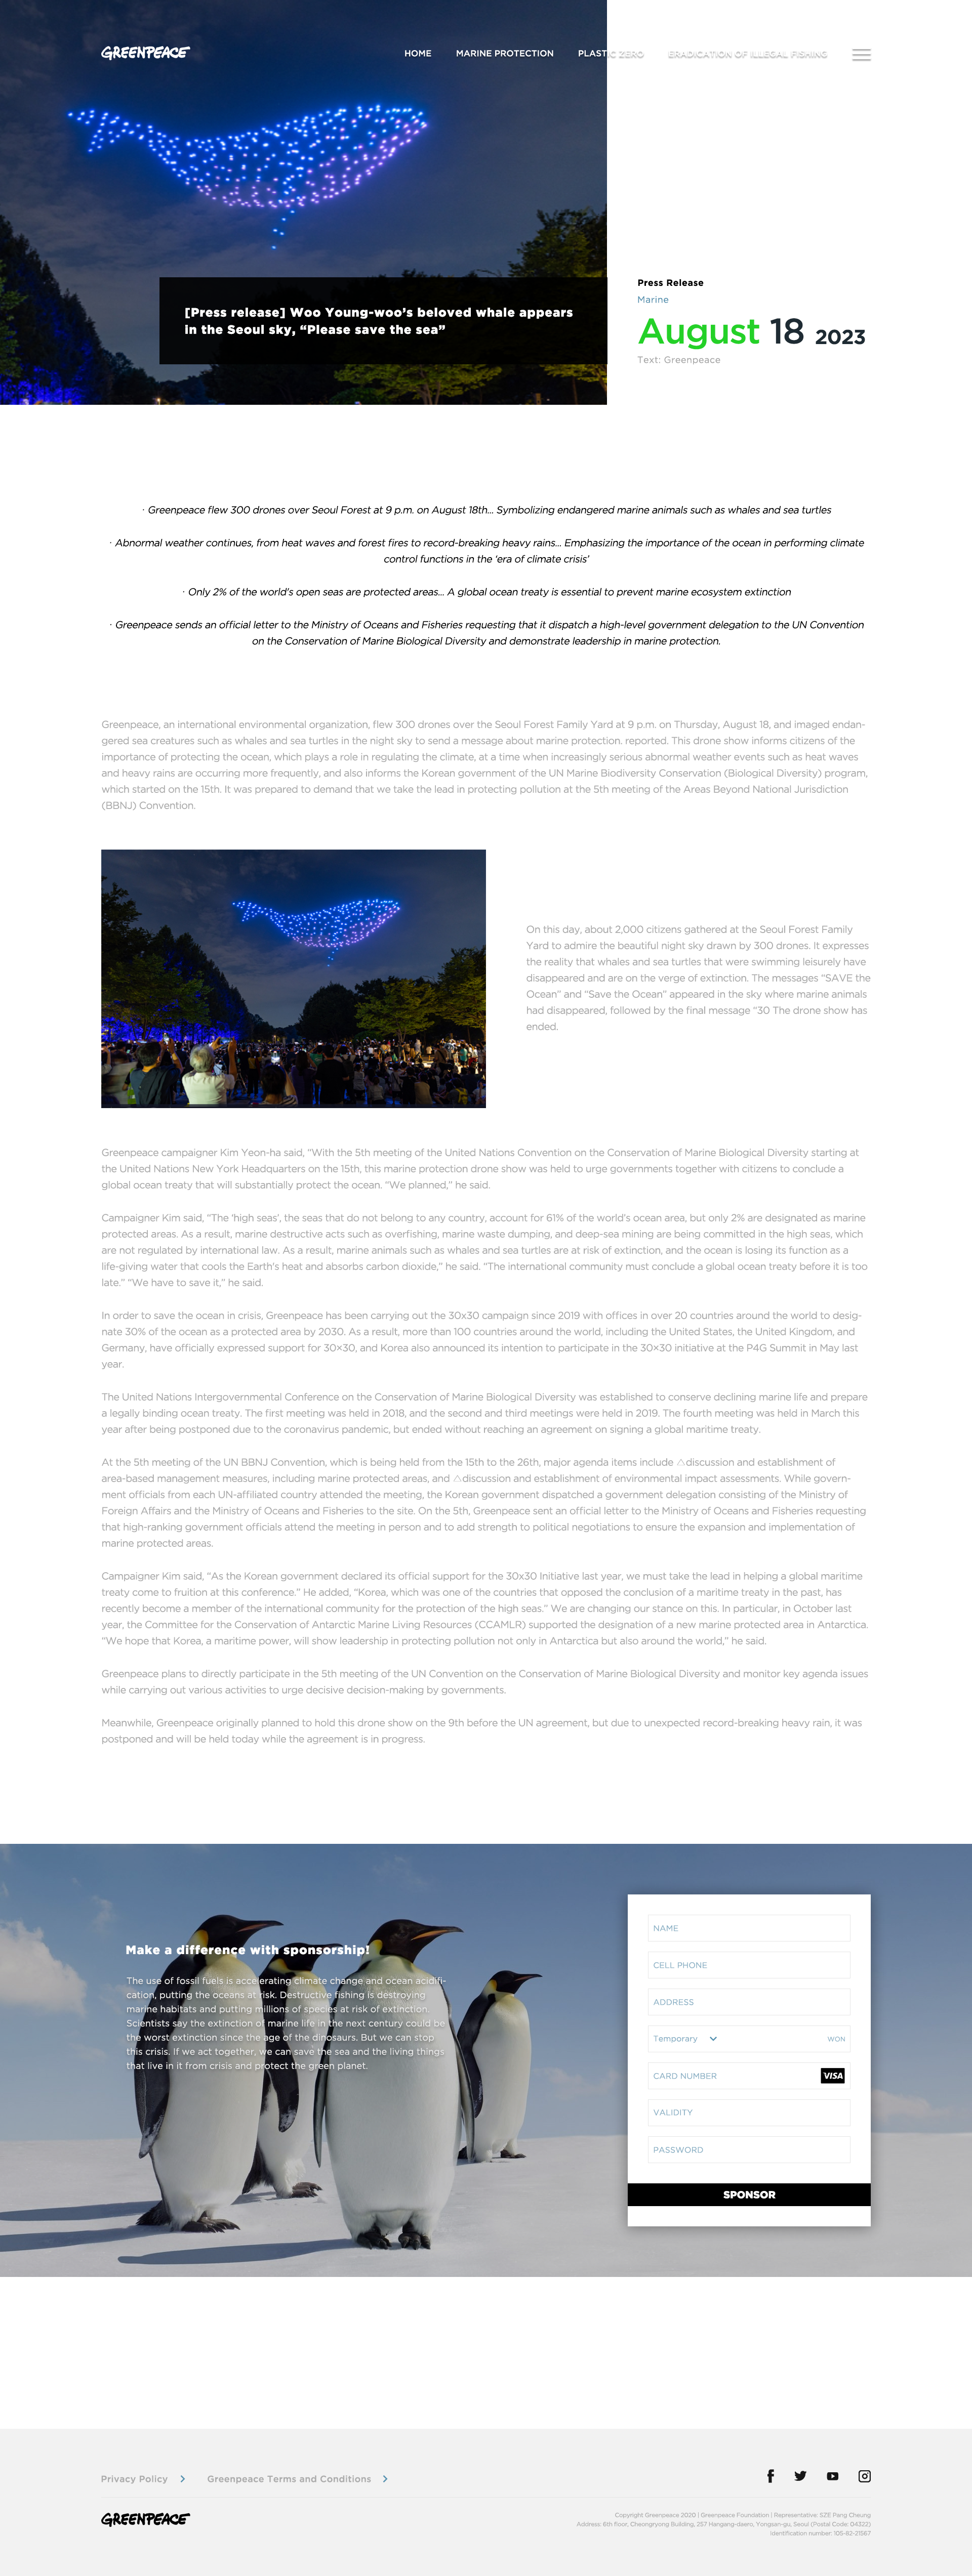 GREENPEACE
HOME
MARINE PROTECTION
PLASTIC ZERO
ERADICATION OF ILLEGAL FISHING
[Press release] Woo Young-woo’s beloved whale appears
in the Seoul sky, “Please save the sea”
Press Release
Marine
August 18 2023
Text: Greenpeace
· Greenpeace flew 300 drones over Seoul Forest at 9 p.m. on August 18th... Symbolizing endangered marine animals such as whales and sea turtles
· Abnormal weather continues, from heat waves and forest fires to record-breaking heavy rains... Emphasizing the importance of the ocean in performing climate
control functions in the ‘era of climate crisis’
· Only 2% of the world's open seas are protected areas... A global ocean treaty is essential to prevent marine ecosystem extinction
· Greenpeace sends an official letter to the Ministry of Oceans and Fisheries requesting that it dispatch a high-level government delegation to the UN Convention
on the Conservation of Marine Biological Diversity and demonstrate leadership in marine protection.
Greenpeace, an international environmental organization, flew 300 drones over the Seoul Forest Family Yard at 9 p.m. on Thursday, August 18, and imaged endan-
gered sea creatures such as whales and sea turtles in the night sky to send a message about marine protection. reported. This drone show informs citizens of the
importance of protecting the ocean, which plays a role in regulating the climate, at a time when increasingly serious abnormal weather events such as heat waves
and heavy rains are occurring more frequently, and also informs the Korean government of the UN Marine Biodiversity Conservation (Biological Diversity) program,
which started on the 15th. It was prepared to demand that we take the lead in protecting pollution at the 5th meeting of the Areas Beyond National Jurisdiction
(BBNJ) Convention.
On this day, about 2,000 citizens gathered at the Seoul Forest Family
Yard to admire the beautiful night sky drawn by 300 drones. It expresses
the reality that whales and sea turtles that were swimming leisurely have
disappeared and are on the verge of extinction. The messages “SAVE the
Ocean” and “Save the Ocean” appeared in the sky where marine animals
had disappeared, followed by the final message “30 The drone show has
ended.
Greenpeace campaigner Kim Yeon-ha said, “With the 5th meeting of the United Nations Convention on the Conservation of Marine Biological Diversity starting at
the United Nations New York Headquarters on the 15th, this marine protection drone show was held to urge governments together with citizens to conclude a
global ocean treaty that will substantially protect the ocean. “We planned,” he said.
Campaigner Kim said, “The 'high seas', the seas that do not belong to any country, account for 61% of the world's ocean area, but only 2% are designated as marine
protected areas. As a result, marine destructive acts such as overfishing, marine waste dumping, and deep-sea mining are being committed in the high seas, which
are not regulated by international law. As a result, marine animals such as whales and sea turtles are at risk of extinction, and the ocean is losing its function as a
life-giving water that cools the Earth's heat and absorbs carbon dioxide,” he said. “The international community must conclude a global ocean treaty before it is too
late.” “We have to save it,” he said.
In order to save the ocean in crisis, Greenpeace has been carrying out the 30x30 campaign since 2019 with offices in over 20 countries around the world to desig-
nate 30% of the ocean as a protected area by 2030. As a result, more than 100 countries around the world, including the United States, the United Kingdom, and
Germany, have officially expressed support for 30×30, and Korea also announced its intention to participate in the 30×30 initiative at the P4G Summit in May last
year.
The United Nations Intergovernmental Conference on the Conservation of Marine Biological Diversity was established to conserve declining marine life and prepare
a legally binding ocean treaty. The first meeting was held in 2018, and the second and third meetings were held in 2019. The fourth meeting was held in March this
year after being postponed due to the coronavirus pandemic, but ended without reaching an agreement on signing a global maritime treaty.
At the 5th meeting of the UN BBNJ Convention, which is being held from the 15th to the 26th, major agenda items include △discussion and establishment of
area-based management measures, including marine protected areas, and △discussion and establishment of environmental impact assessments. While govern-
ment officials from each UN-affiliated country attended the meeting, the Korean government dispatched a government delegation consisting of the Ministry of
Foreign Affairs and the Ministry of Oceans and Fisheries to the site. On the 5th, Greenpeace sent an official letter to the Ministry of Oceans and Fisheries requesting
that high-ranking government officials attend the meeting in person and to add strength to political negotiations to ensure the expansion and implementation of
marine protected areas.
Campaigner Kim said, “As the Korean government declared its official support for the 30x30 Initiative last year, we must take the lead in helping a global maritime
treaty come to fruition at this conference.” He added, “Korea, which was one of the countries that opposed the conclusion of a maritime treaty in the past, has
recently become a member of the international community for the protection of the high seas.” We are changing our stance on this. In particular, in October last
year, the Committee for the Conservation of Antarctic Marine Living Resources (CCAMLR) supported the designation of a new marine protected area in Antarctica.
“We hope that Korea, a maritime power, will show leadership in protecting pollution not only in Antarctica but also around the world,” he said.
Greenpeace plans to directly participate in the 5th meeting of the UN Convention on the Conservation of Marine Biological Diversity and monitor key agenda issues
while carrying out various activities to urge decisive decision-making by governments.
Meanwhile, Greenpeace originally planned to hold this drone show on the 9th before the UN agreement, but due to unexpected record-breaking heavy rain, it was
postponed and will be held today while the agreement is in progress.
Make a difference with sponsorship!
The use of fossil fuels is accelerating climate change and ocean acidifi-
cation, putting the oceans at risk. Destructive fishing is destroying
marine habitats and putting millions of species at risk of extinction.
Scientists say the extinction of marine life in the next century could be
the worst extinction since the age of the dinosaurs. But we can stop
this crisis. If we act together, we can save the sea and the living things
that live in it from crisis and protect the green planet.
NAME
CELL PHONE
ADDRESS
Temporary
WON
CARD NUMBER
VISA
VALIDITY
PASSWORD
SPONSOR
Privacy Policy
Greenpeace Terms and Conditions
GREENPEACE
Copyright Greenpeace 2020 | Greenpeace Foundation | Representative: SZE Pang Cheung
Address: 6th floor, Cheongryong Building, 257 Hangang-daero, Yongsan-gu, Seoul (Postal Code: 04322)
Identification number: 105-82-21567